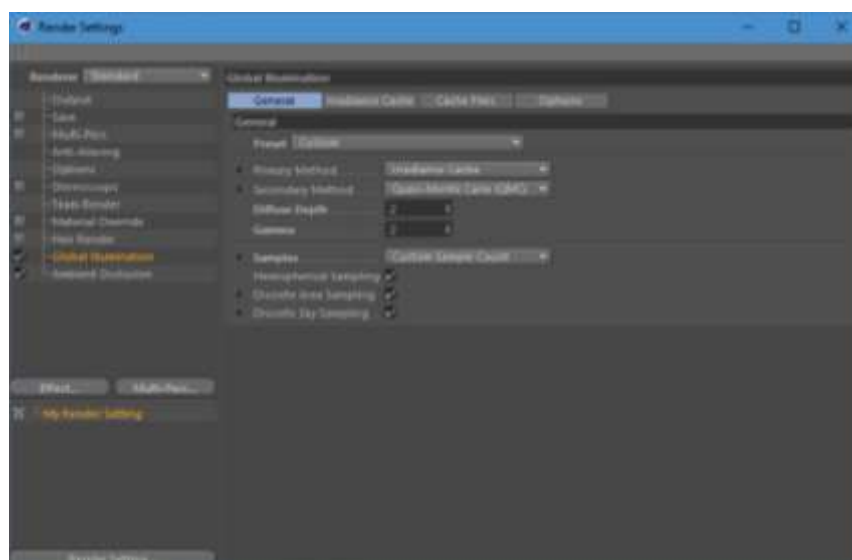 Render Settings
Renderer Standard
Output
Save
Multi-Pass
Anti-Aliasing
Options
Stereoscopic
Team Render
Material Override
Hair Render
Global Illumination
Ambient Occlusion
Effect... Multi-Pass...
My Render Setting
Render Setting...
Global Illumination
General Irradiance Cache Cache Files Options
General
Preset Custom
Primary Method Irradiance Cache
Secondary Method Quasi-Monte Carlo (QMC)
Diffuse Depth 2
Gamma 2
Samples Custom Sample Count
Hemispherical Sampling
Discrete Area Sampling
Discrete Sky Sampling